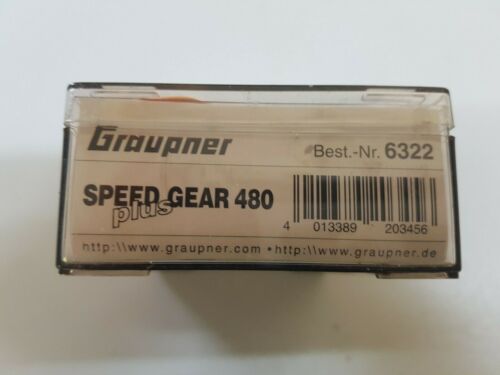 Graupner
Best.-Nr. 6322
SPEED GEAR 480
plus
4 013389 203456
http:\\www.graupner.com • http:\\www.graupner.de